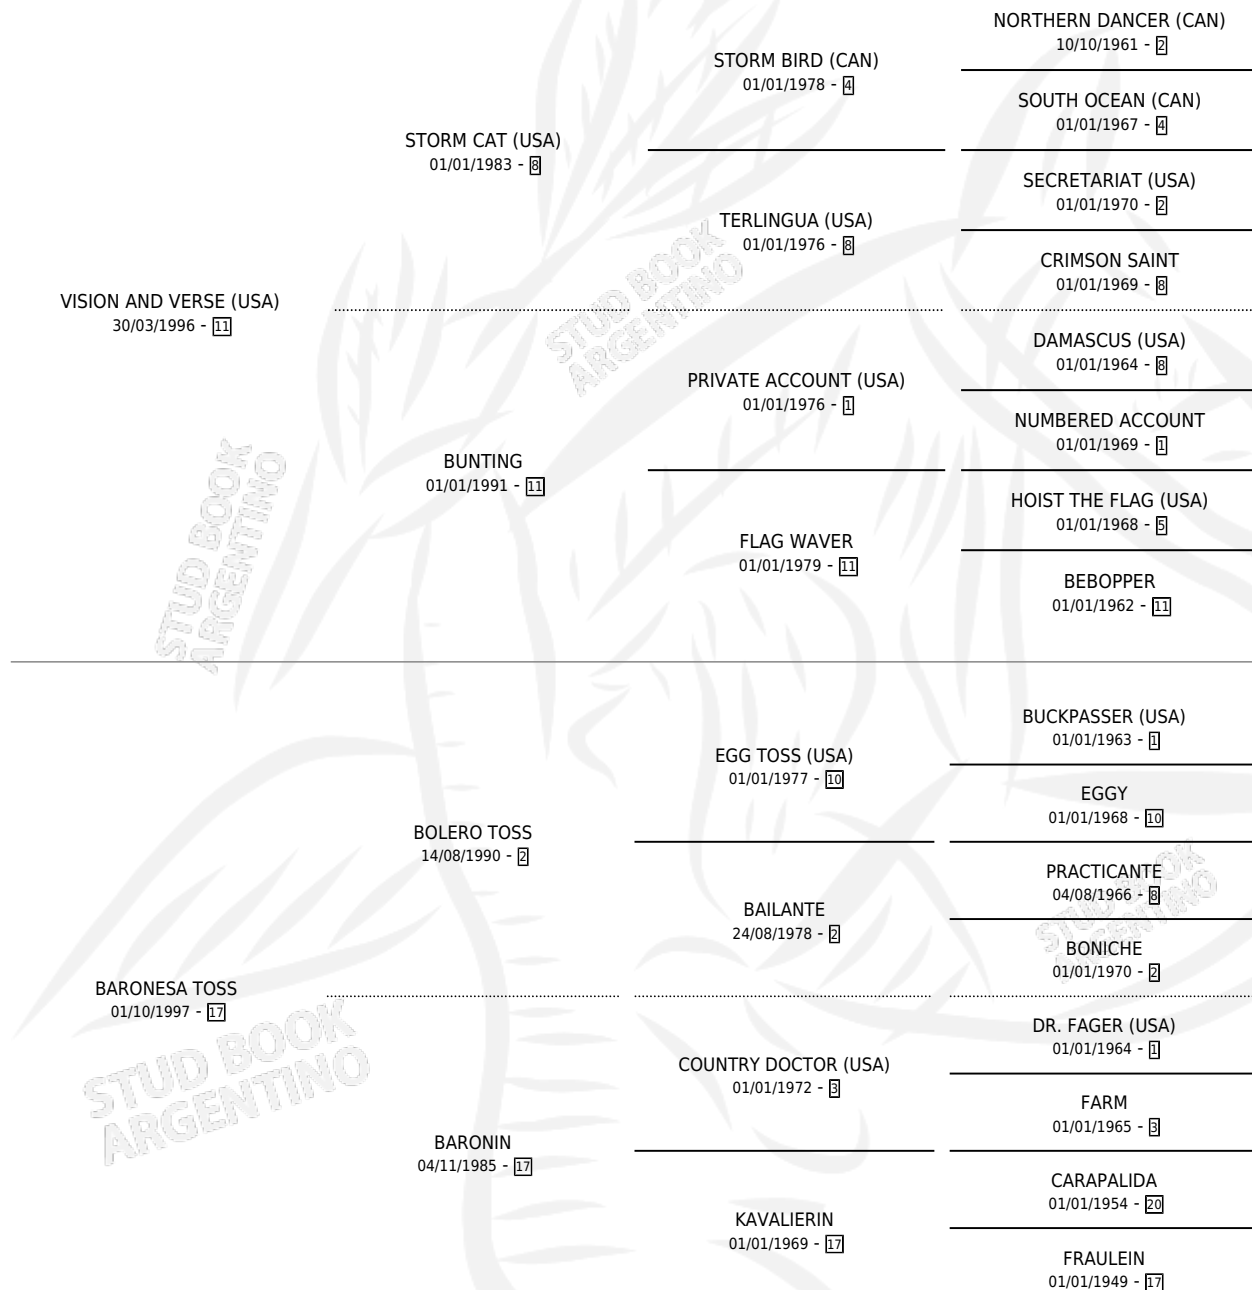 NORTHERN DANCER (CAN)
10/10/1961 - 2
STORM BIRD (CAN)
01/01/1978 - 4
SOUTH OCEAN (CAN)
01/01/1967 - 4
STORM CAT (USA)
01/01/1983 - 8
SECRETARIAT (USA)
01/01/1970 - 2
TERLINGUA (USA)
01/01/1976 - 8
CRIMSON SAINT
01/01/1969 - 8
VISION AND VERSE (USA)
30/03/1996 - 11
DAMASCUS (USA)
01/01/1964 - 8
PRIVATE ACCOUNT (USA)
01/01/1976 - 1
NUMBERED ACCOUNT
01/01/1969 - 1
BUNTING
01/01/1991 - 11
HOIST THE FLAG (USA)
01/01/1968 - 5
FLAG WAVER
01/01/1979 - 11
BEBOPPER
01/01/1962 - 11
BUCKPASSER (USA)
01/01/1963 - 1
EGG TOSS (USA)
01/01/1977 - 10
EGGY
01/01/1968 - 10
BOLERO TOSS
14/08/1990 - 2
PRACTICANTE
04/08/1966 - 8
BAILANTE
24/08/1978 - 2
BONICHE
01/01/1970 - 2
BARONESA TOSS
01/10/1997 - 17
DR. FAGER (USA)
01/01/1964 - 1
COUNTRY DOCTOR (USA)
01/01/1972 - 3
FARM
01/01/1965 - 3
BARONIN
04/11/1985 - 17
CARAPALIDA
01/01/1954 - 20
KAVALIERIN
01/01/1969 - 17
FRAULEIN
01/01/1949 - 17
STUD BOOK
ARGENTINO
STUD BOOK
ARGENTINO
STUD BOOK
ARGENTINO
STUD BOOK
ARGENTINO